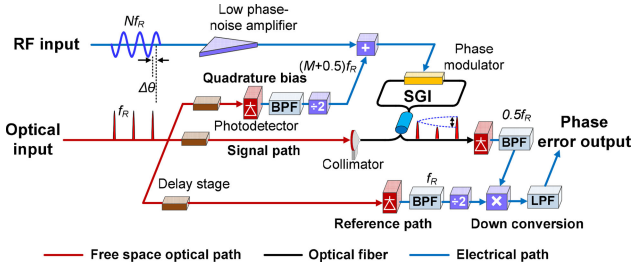 Nf_R
Low phase-
noise amplifier
RF input
+
Phase
modulator
Δθ
(M+0.5)f_R
Quadrature bias
BPF
÷2
SGI
f_R
Photodetector
Optical
input
Signal path
Collimator
0.5f_R
BPF
Phase
error output
Delay stage
f_R
BPF
÷2
×
LPF
Reference path
Down conversion
Free space optical path
Optical fiber
Electrical path